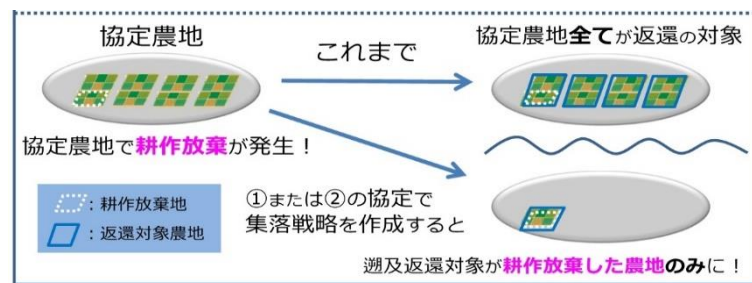 協定農地
これまで
協定農地全てが返還の対象
協定農地で耕作放棄が発生！
：耕作放棄地
：返還対象農地
①または②の協定で
集落戦略を作成すると
遡及返還対象が耕作放棄した農地のみに！